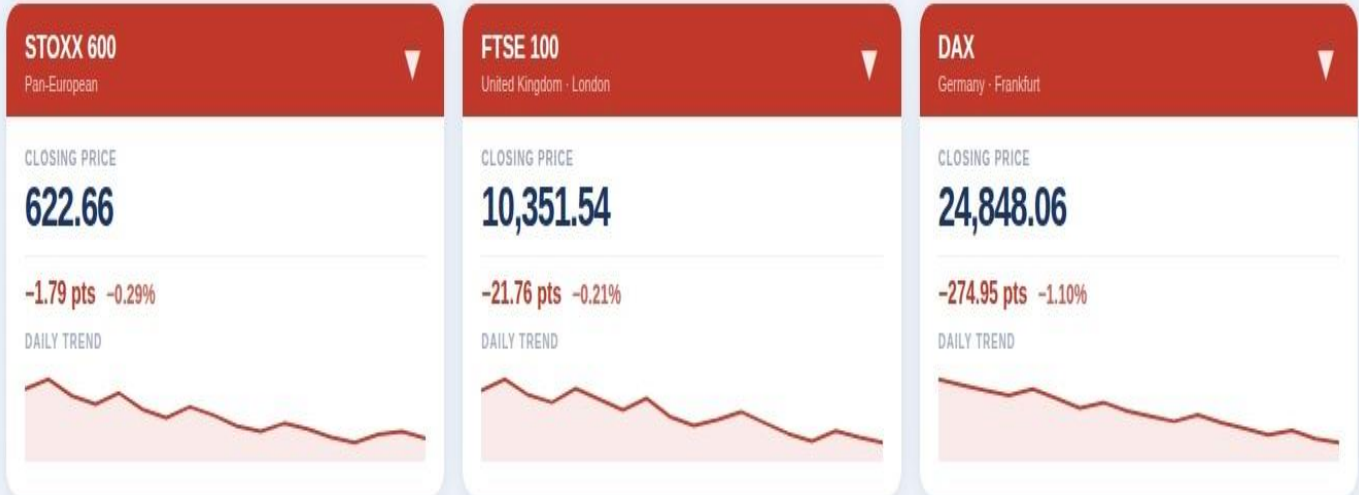 STOXX 600
Pan-European
CLOSING PRICE
622.66
−1.79 pts −0.29%
DAILY TREND
FTSE 100
United Kingdom · London
CLOSING PRICE
10,351.54
−21.76 pts −0.21%
DAILY TREND
DAX
Germany · Frankfurt
CLOSING PRICE
24,848.06
−274.95 pts −1.10%
DAILY TREND